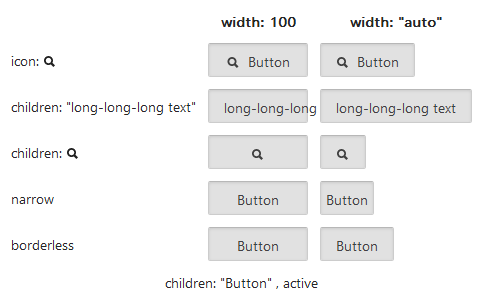 width: 100 width: "auto"
icon: Button Button
children: "long-long-long text" long-long-long long-long-long text
children:
narrow Button Button
borderless Button Button
children: "Button" , active